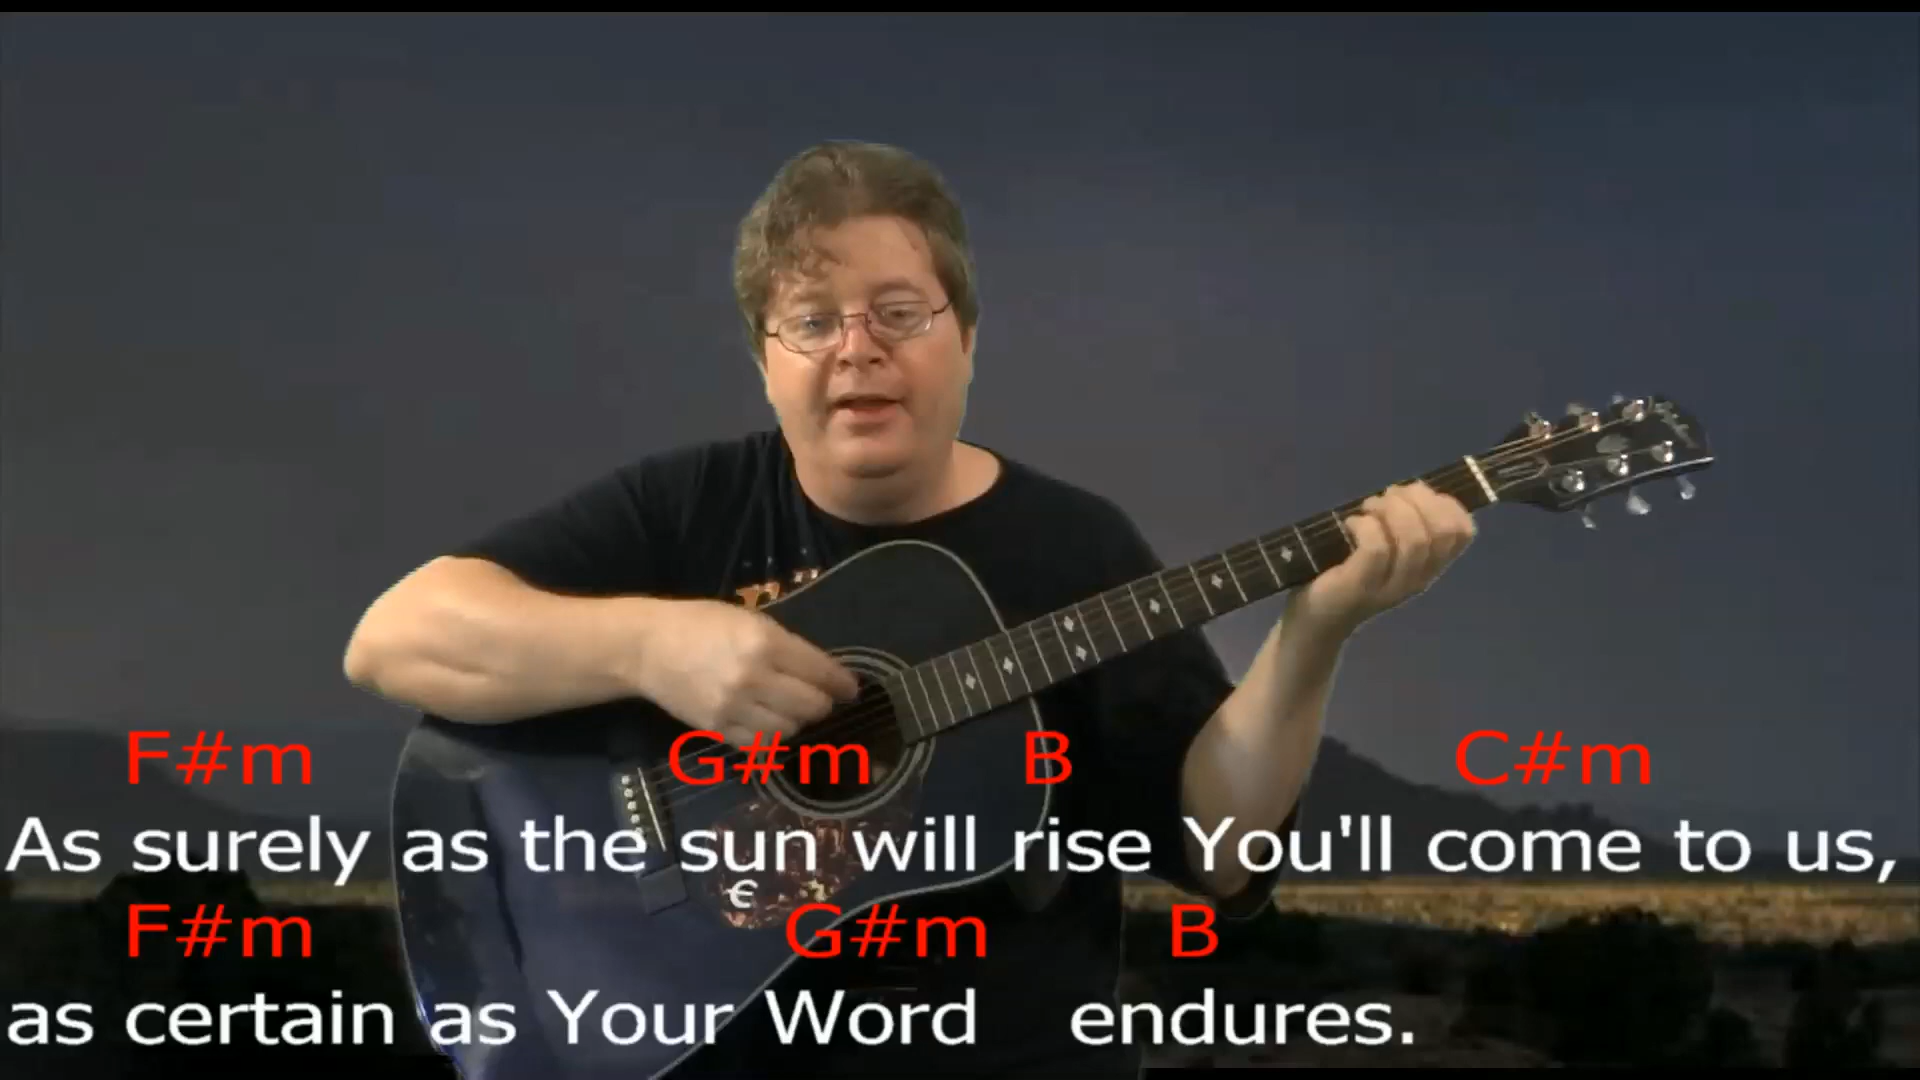 F#m G#m B C#m
As surely as the sun will rise You'll come to us,
F#m G#m B
as certain as Your Word endures.